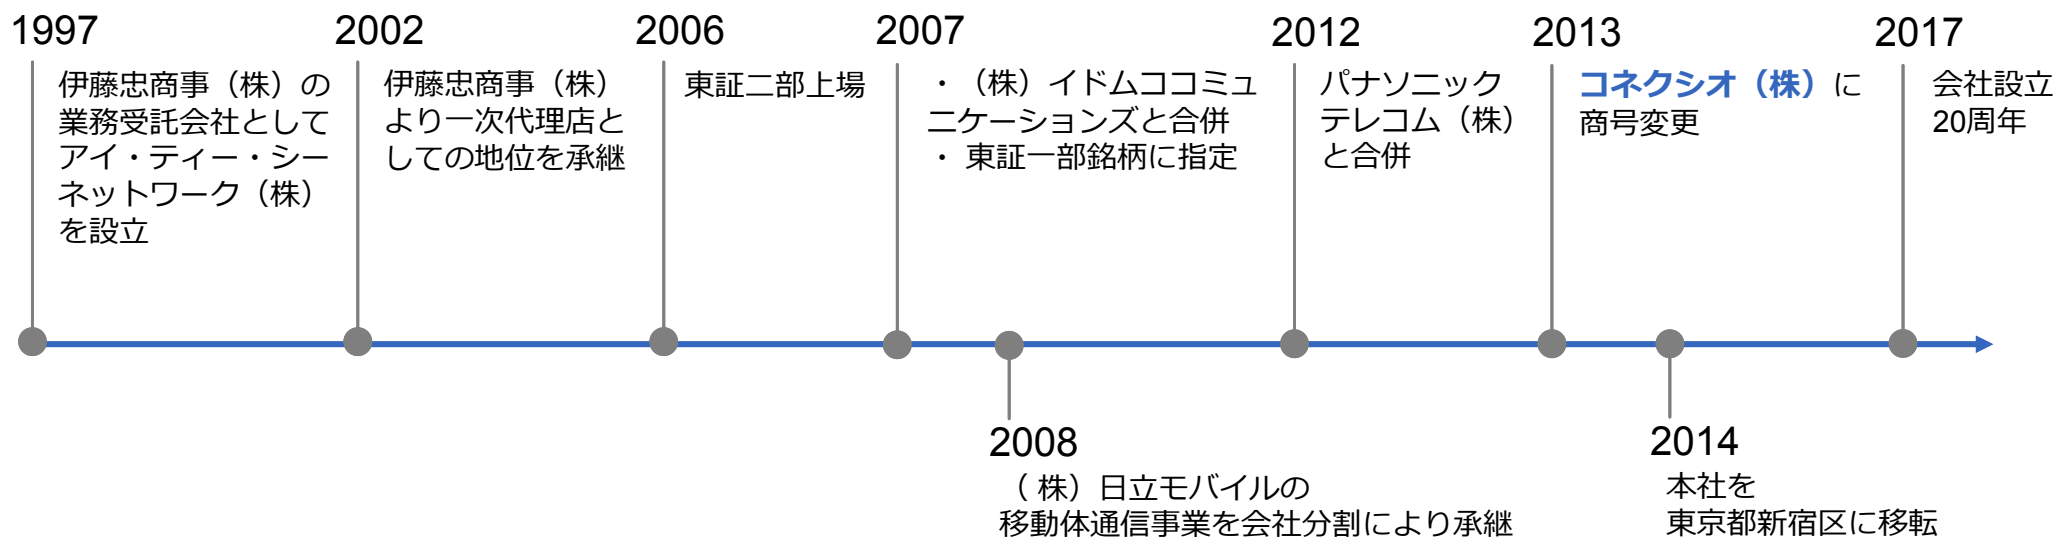 1997
伊藤忠商事（株）の
業務受託会社として
アイ・ティー・シー
ネットワーク（株）
を設立
2002
伊藤忠商事（株）
より一次代理店と
しての地位を承継
2006
東証二部上場
2007
・（株）イドムココミュ
ニケーションズと合併
・ 東証一部銘柄に指定
2008
（ 株）日立モバイルの
移動体通信事業を会社分割により承継
2012
パナソニック
テレコム（株）
と合併
2013
コネクシオ（株）に
商号変更
2014
本社を
東京都新宿区に移転
2017
会社設立
20周年